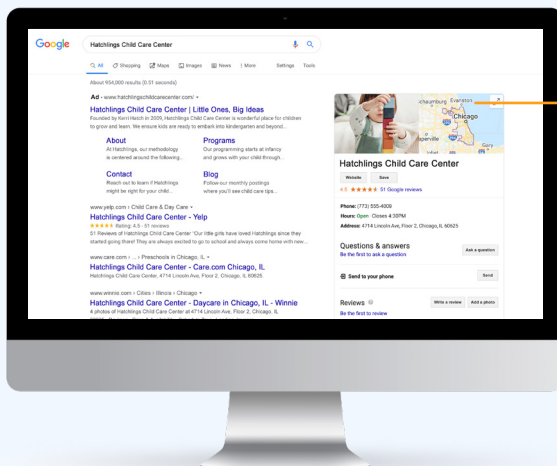 Google
Hatchlings Child Care Center
All Shopping Maps Images News More Settings Tools
About 954,000 results (0.51 seconds)
Ad • www.hatchlingschildcarecenter.com/
Hatchlings Child Care Center | Little Ones, Big Ideas
Founded by Kerri Hatch in 2009, Hatchlings Child Care Center is wonderful place for children
to grow and learn. We ensure kids are ready to embark into kindergarten and beyond...
About
At Hatchlings, our methodology
is centered around the following..
Programs
Our programming starts at infancy
and grows with your child through...
Contact
Reach out to learn if Hatchlings
might be right for your child...
Blog
Follow our monthly postings
where you'll see child care tips...
www.yelp.com › Child Care & Day Care
Hatchlings Child Care Center - Yelp
★★★★★ Rating: 4.5 · 51 reviews
51 Reviews of Hatchlings Child Care Center "Our little girls have loved Hatchlings since they
started going there! They are always excited to go to school and always come home with new...
www.care.com › ... › Preschools in Chicago, IL
Hatchlings Child Care Center - Care.com Chicago, IL
Hatchlings Child Care Center, 4714 Lincoln Ave, Floor 2, Chicago, IL, 60625
www.winnie.com › Cities › Illinois › Chicago
Hatchlings Child Care Center - Daycare in Chicago, IL - Winnie
4 photos of Hatchlings Child Care Center at 4714 Lincoln Ave, Floor 2, Chicago, IL
chaumburg Evanston
Chicago
aperville
Gary
Hatchlings Child Care Center
Website Save
4.5 ★★★★★ 51 Google reviews
Phone: (773) 555-4909
Hours: Open · Closes 4:30PM
Address: 4714 Lincoln Ave, Floor 2, Chicago, IL 60625
Questions & answers
Be the first to ask a question
Ask a question
Send to your phone
Send
Reviews
Write a review Add a photo
Be the first to review